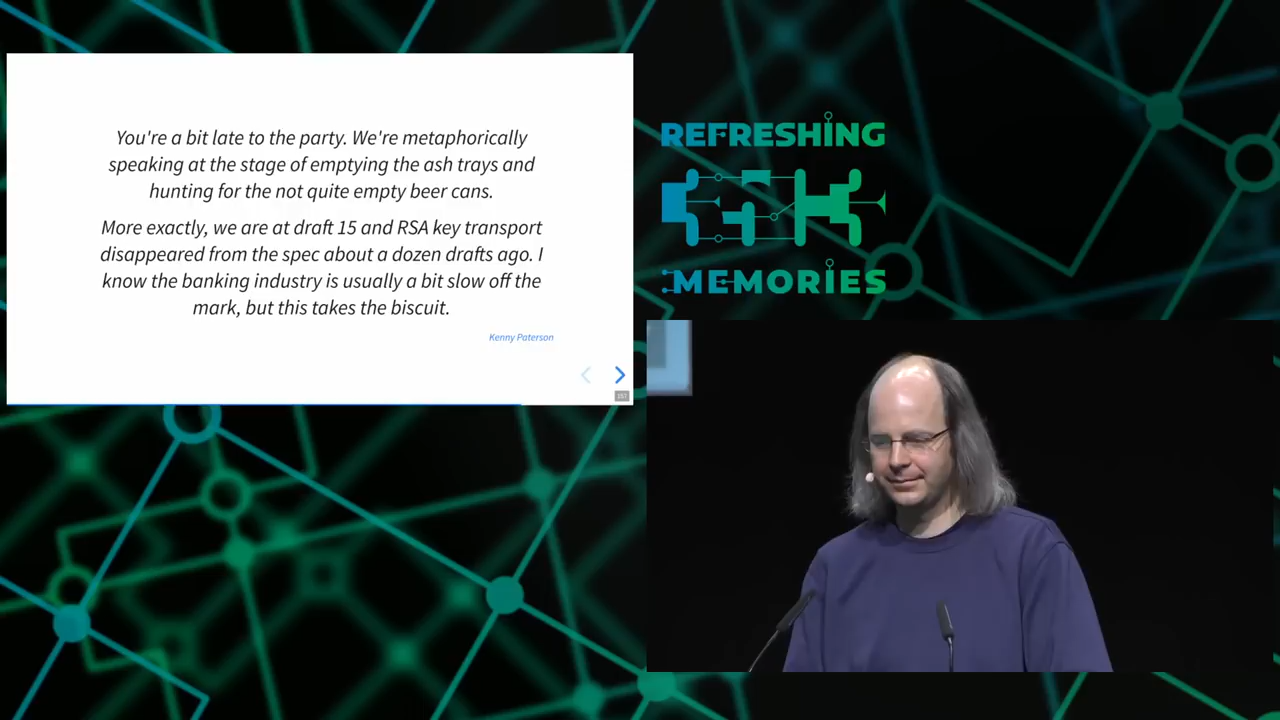 You're a bit late to the party. We're metaphorically
speaking at the stage of emptying the ash trays and
hunting for the not quite empty beer cans.
More exactly, we are at draft 15 and RSA key transport
disappeared from the spec about a dozen drafts ago. I
know the banking industry is usually a bit slow off the
mark, but this takes the biscuit.
Kenny Paterson
REFRESHING
MEMORIES